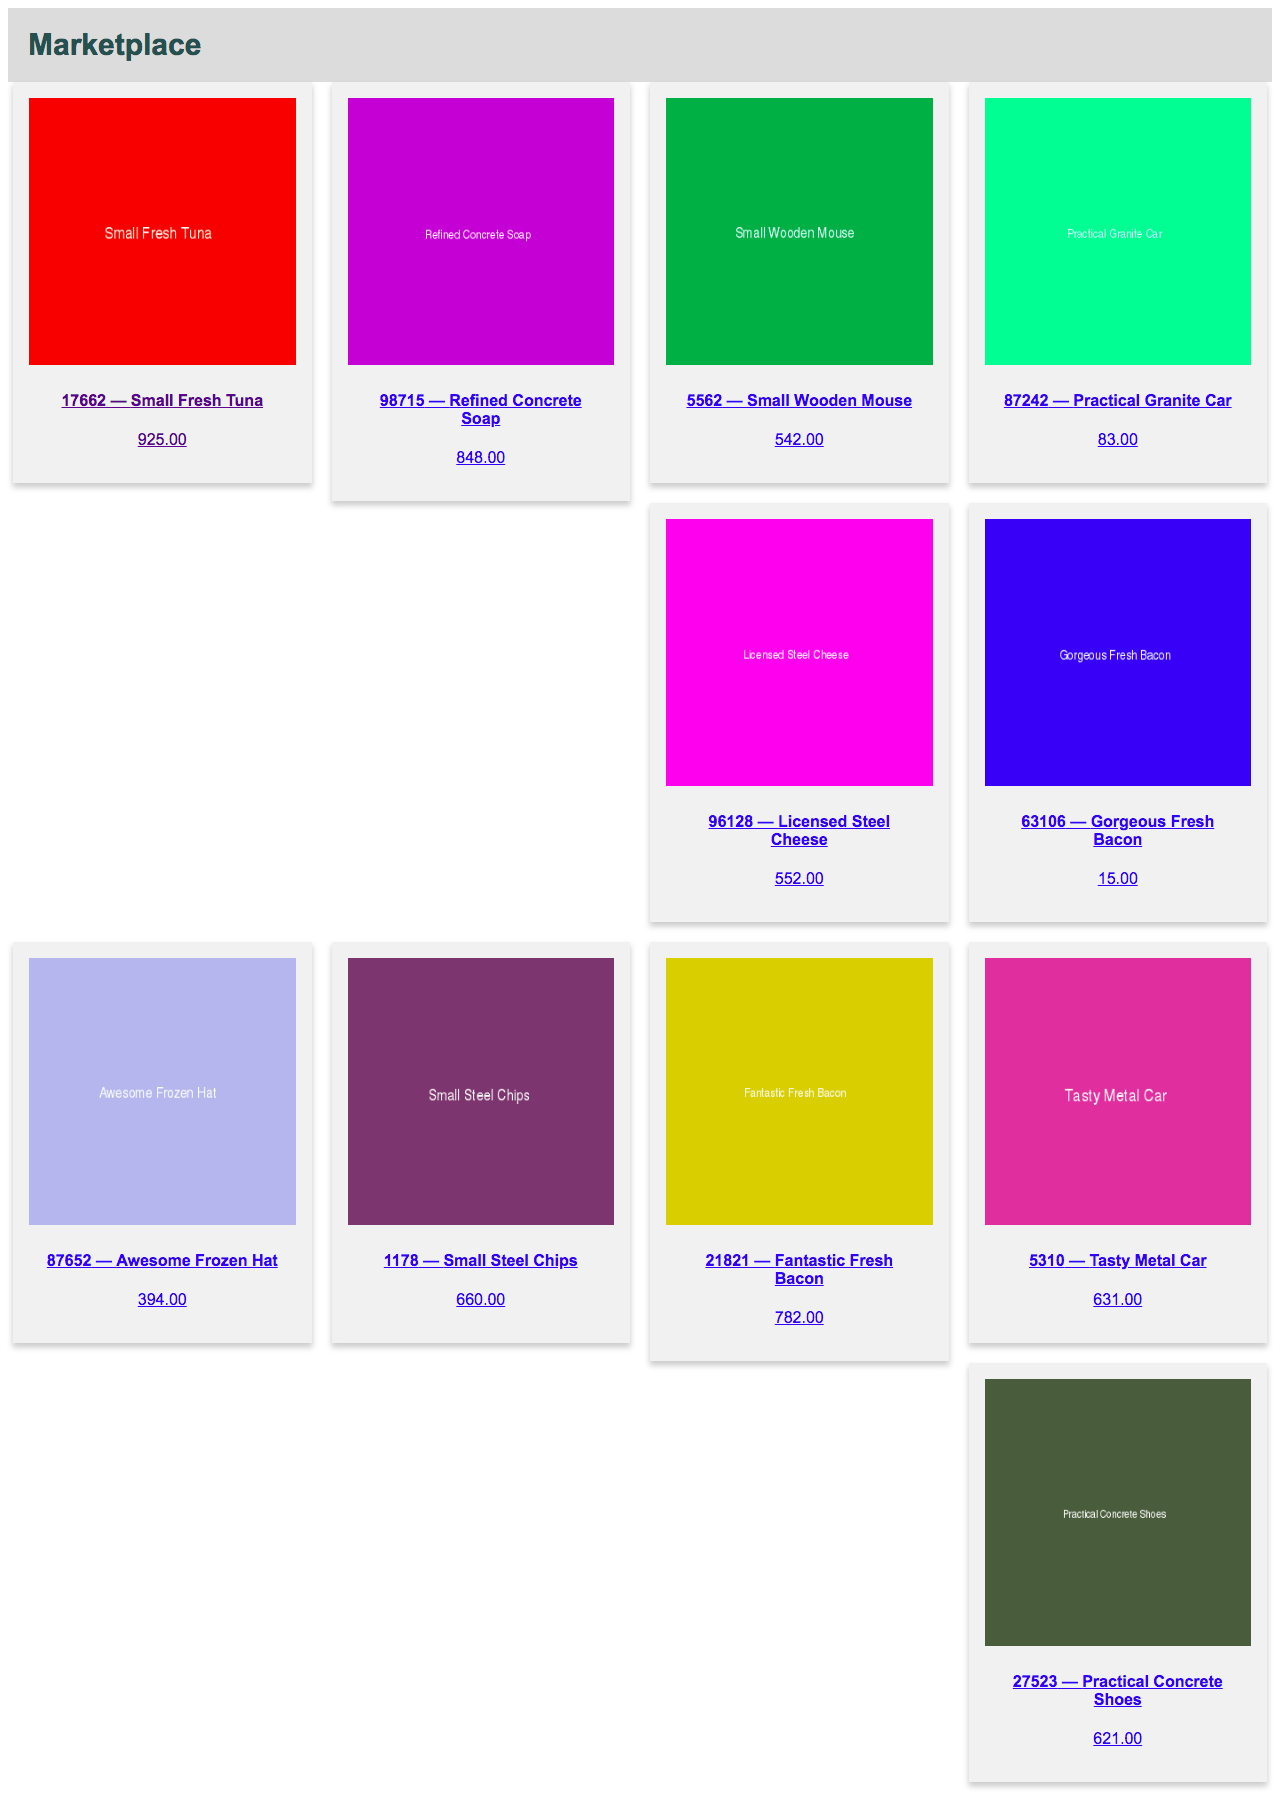 Marketplace
Small Fresh Tuna
17662 — Small Fresh Tuna
925.00
Refined Concrete Soap
98715 — Refined Concrete
Soap
848.00
Small Wooden Mouse
5562 — Small Wooden Mouse
542.00
Practical Granite Car
87242 — Practical Granite Car
83.00
Licensed Steel Cheese
96128 — Licensed Steel
Cheese
552.00
Gorgeous Fresh Bacon
63106 — Gorgeous Fresh
Bacon
15.00
Awesome Frozen Hat
87652 — Awesome Frozen Hat
394.00
Small Steel Chips
1178 — Small Steel Chips
660.00
Fantastic Fresh Bacon
21821 — Fantastic Fresh
Bacon
782.00
Tasty Metal Car
5310 — Tasty Metal Car
631.00
Practical Concrete Shoes
27523 — Practical Concrete
Shoes
621.00